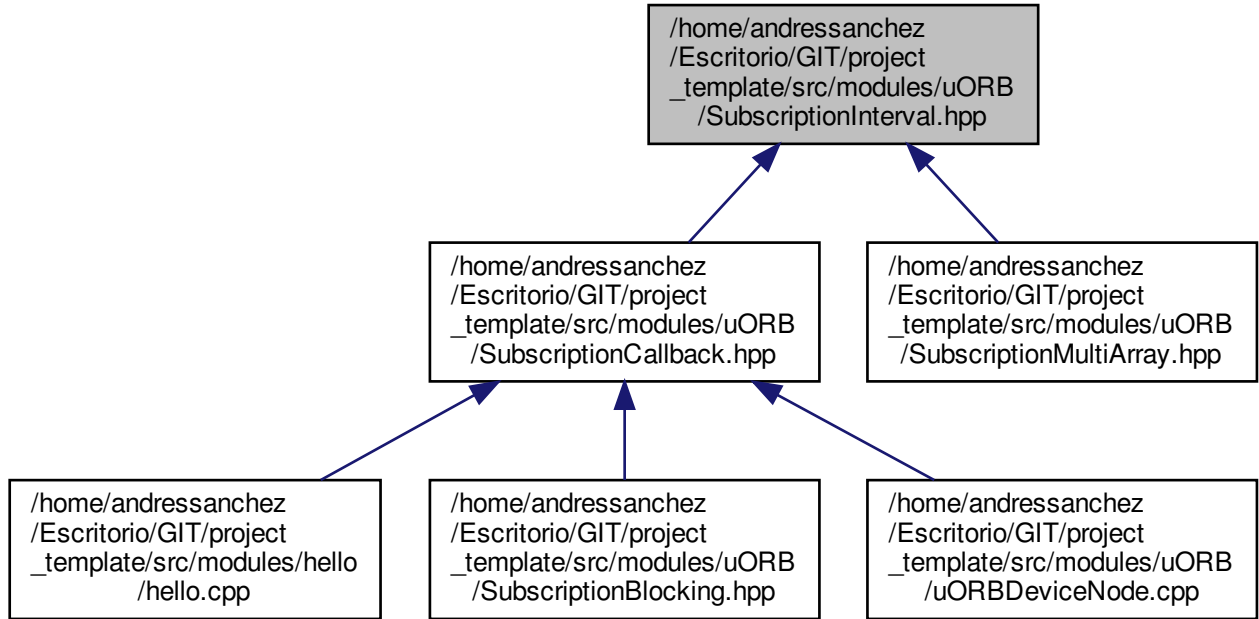 /home/andressanchez
/Escritorio/GIT/project
_template/src/modules/uORB
/SubscriptionInterval.hpp
/home/andressanchez
/Escritorio/GIT/project
_template/src/modules/uORB
/SubscriptionCallback.hpp
/home/andressanchez
/Escritorio/GIT/project
_template/src/modules/uORB
/SubscriptionMultiArray.hpp
/home/andressanchez
/Escritorio/GIT/project
_template/src/modules/hello
/hello.cpp
/home/andressanchez
/Escritorio/GIT/project
_template/src/modules/uORB
/SubscriptionBlocking.hpp
/home/andressanchez
/Escritorio/GIT/project
_template/src/modules/uORB
/uORBDeviceNode.cpp